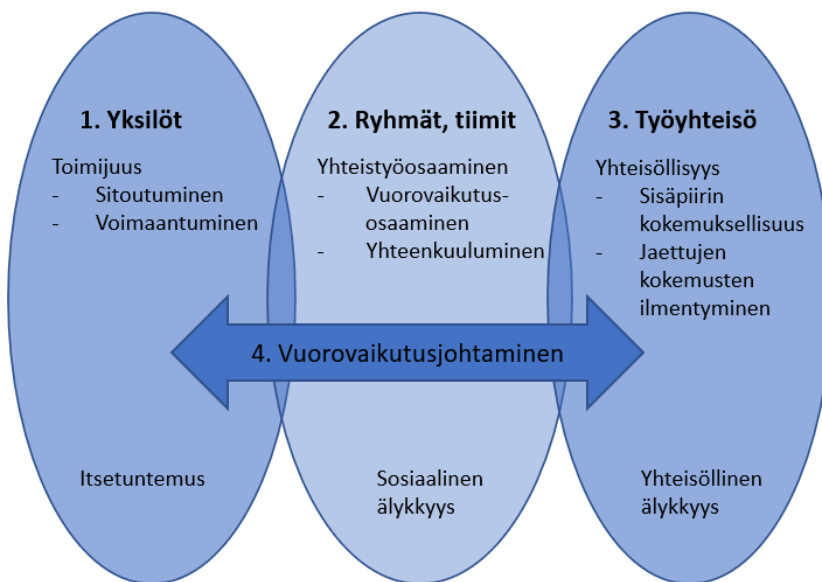 1. Yksilöt
Toimijuus
- Sitoutuminen
- Voimaantuminen
2. Ryhmät, tiimit
Yhteistyöosaaminen
- Vuorovaikutus-
osaaminen
- Yhteenkuuluminen
3. Työyhteisö
Yhteisöllisyys
- Sisäpiirin
kokemuksellisuus
- Jaettujen
kokemusten
ilmentyminen
4. Vuorovaikutusjohtaminen
Itsetuntemus
Sosiaalinen
älykkyys
Yhteisöllinen
älykkyys